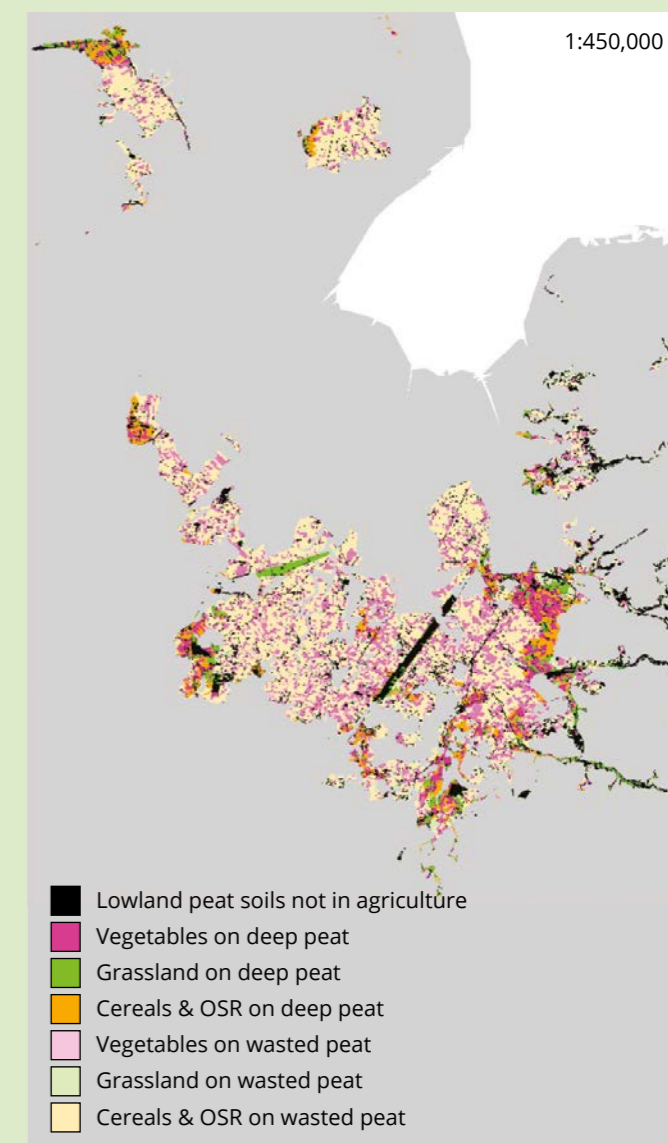 1:450,000
Lowland peat soils not in agriculture
Vegetables on deep peat
Grassland on deep peat
Cereals & OSR on deep peat
Vegetables on wasted peat
Grassland on wasted peat
Cereals & OSR on wasted peat